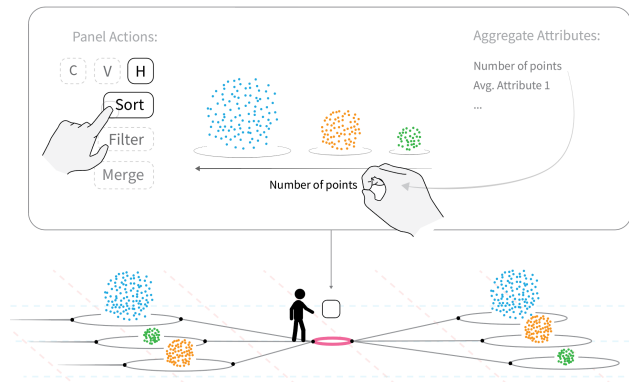 Panel Actions:
C V H
Sort
Filter
Merge
Number of points
Aggregate Attributes:
Number of points
Avg. Attribute 1
...